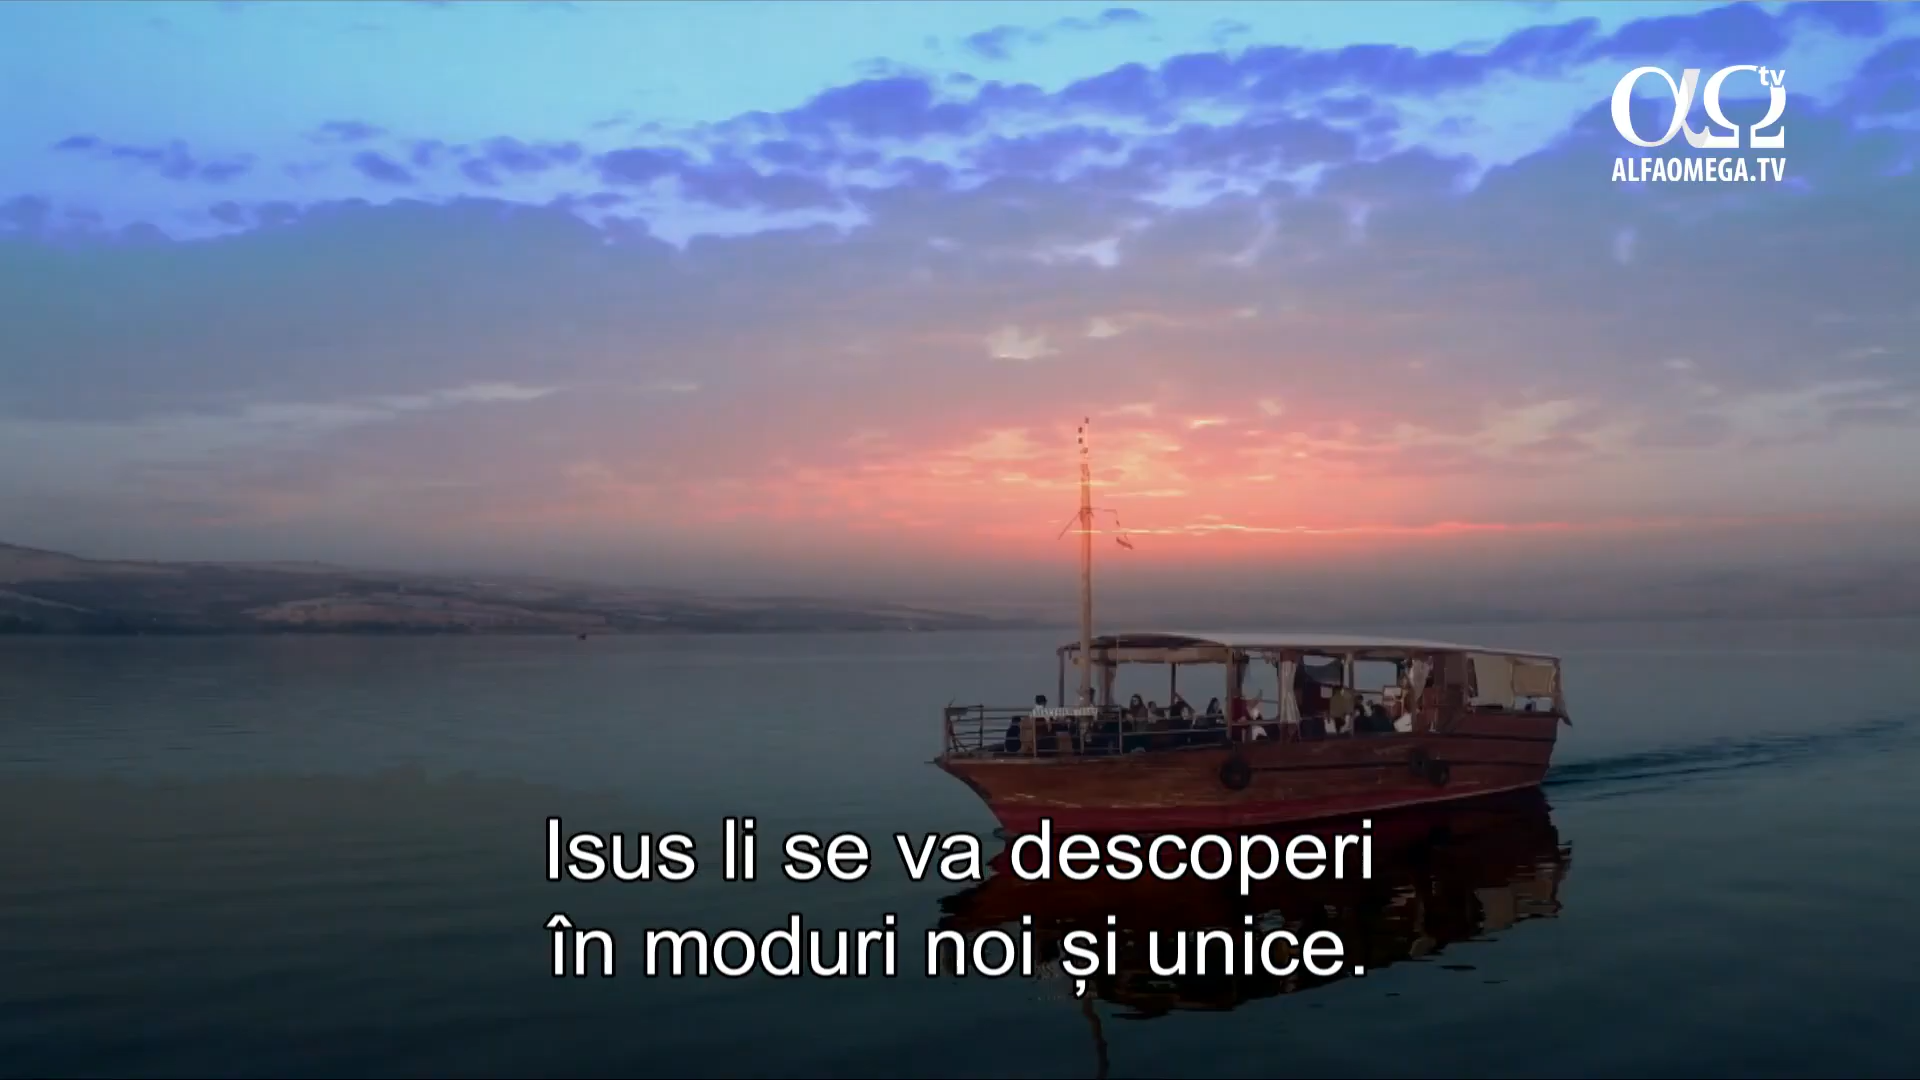 αΩ tv
ALFAOMEGA.TV
Isus li se va descoperi
în moduri noi și unice.